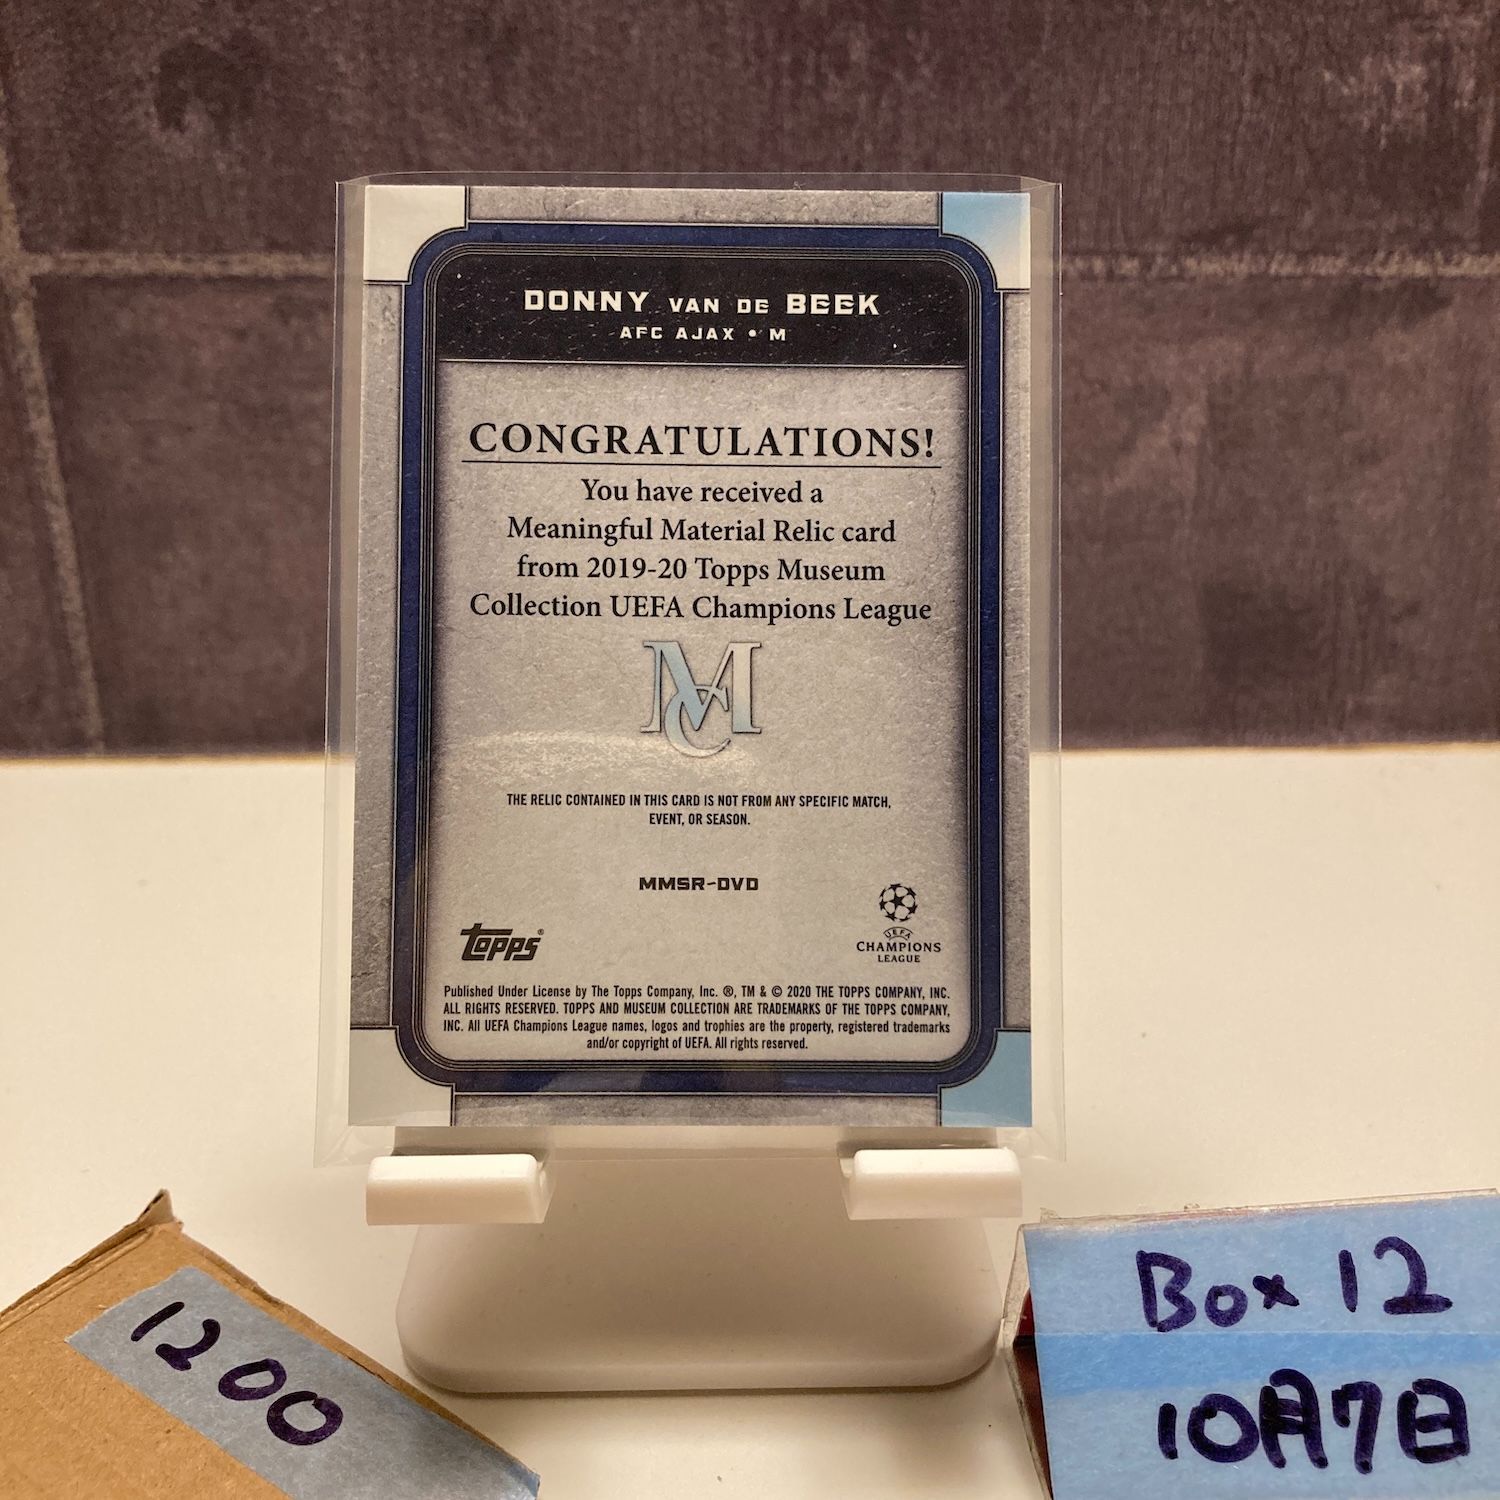 DONNY VAN DE BEEK
AFC AJAX • M
CONGRATULATIONS!
You have received a
Meaningful Material Relic card
from 2019-20 Topps Museum
Collection UEFA Champions League
MC
THE RELIC CONTAINED IN THIS CARD IS NOT FROM ANY SPECIFIC MATCH,
EVENT, OR SEASON.
MMSR-DVD
Topps®
UEFA
CHAMPIONS
LEAGUE
Published Under License by The Topps Company, Inc. ®, TM & © 2020 THE TOPPS COMPANY, INC.
ALL RIGHTS RESERVED. TOPPS AND MUSEUM COLLECTION ARE TRADEMARKS OF THE TOPPS COMPANY,
INC. All UEFA Champions League names, logos and trophies are the property, registered trademarks
and/or copyright of UEFA. All rights reserved.
1200
Box 12
10月7日